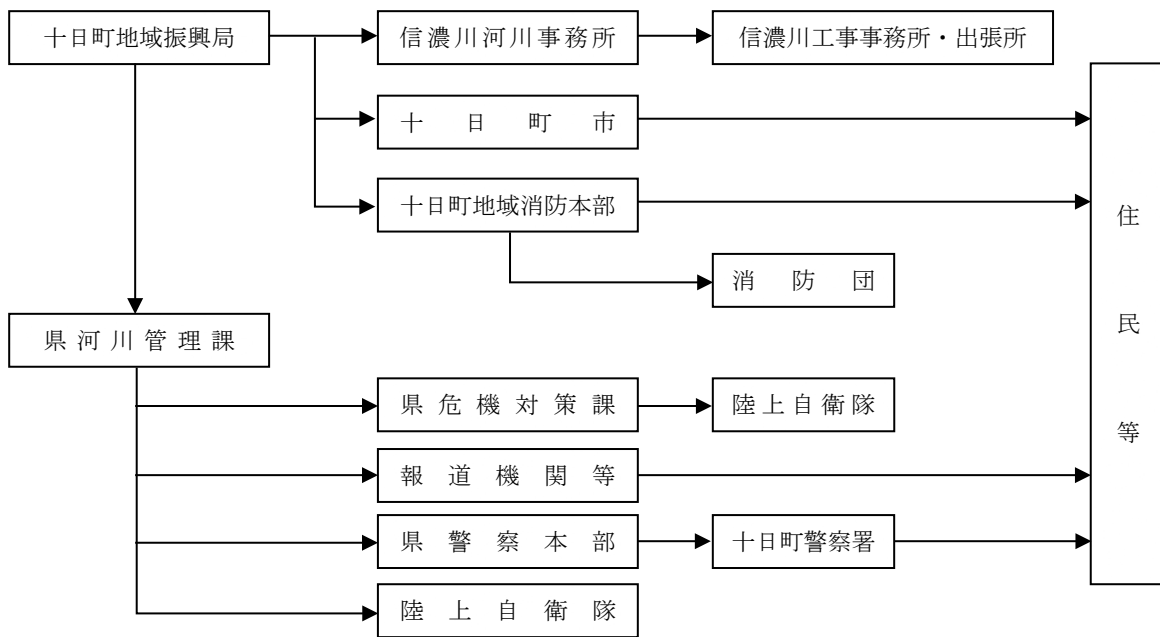 十日町地域振興局
信濃川河川事務所
信濃川工事事務所・出張所
十日町市
十日町地域消防本部
消防団
住民等
県河川管理課
県危機対策課
陸上自衛隊
報道機関等
県警察本部
十日町警察署
陸上自衛隊